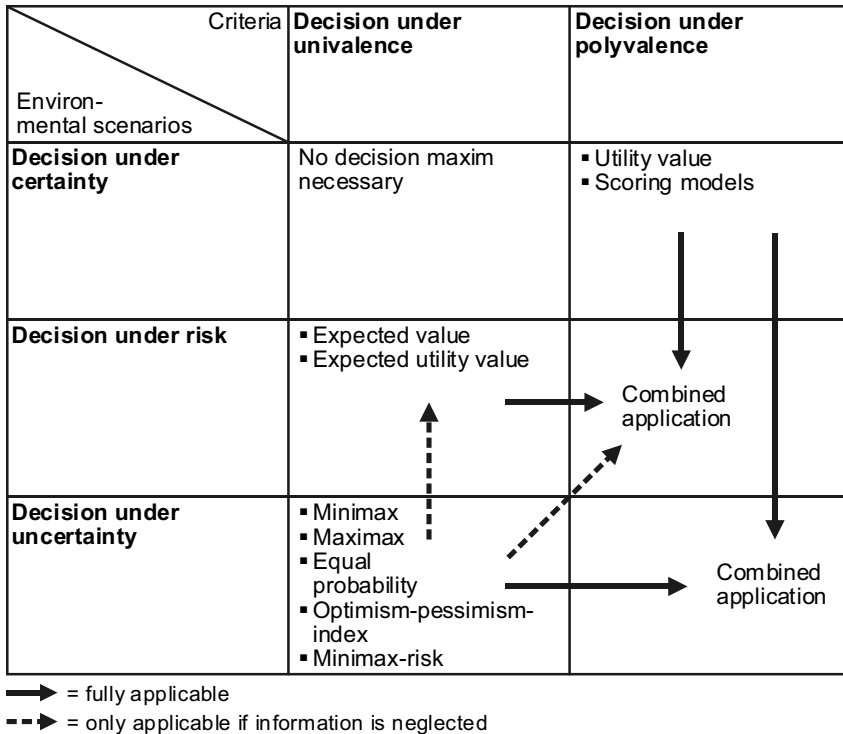 Criteria
Environ-
mental scenarios
Decision under
univalence
Decision under
polyvalence
Decision under
certainty
No decision maxim
necessary
▪ Utility value
▪ Scoring models
Decision under risk
▪ Expected value
▪ Expected utility value
Combined
application
Decision under
uncertainty
▪ Minimax
▪ Maximax
▪ Equal
probability
▪ Optimism-pessimism-
index
▪ Minimax-risk
Combined
application
= fully applicable
= only applicable if information is neglected